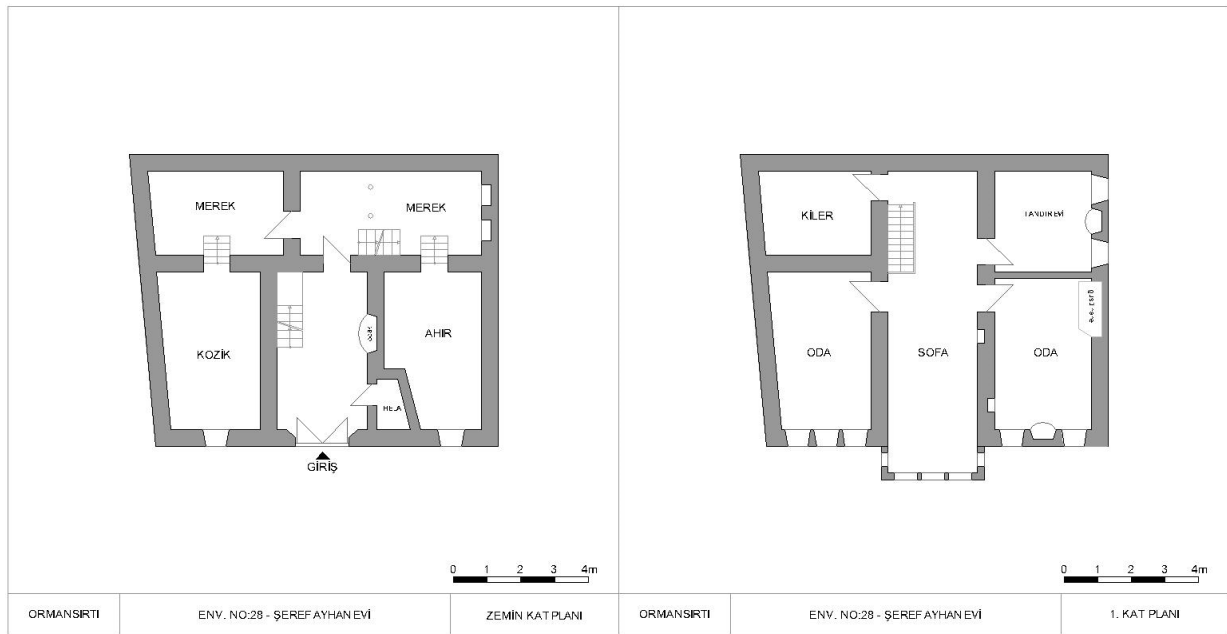 MEREK
MEREK
KOZİK
OCAK
AHIR
HELA
GİRİŞ
0 1 2 3 4m
ORMANSIRTI
ENV. NO:28 - ŞEREF AYHAN EVİ
ZEMİN KAT PLANI
KİLER
TANDIREVİ
ODA
SOFA
ODA
0 1 2 3 4m
ORMANSIRTI
ENV. NO:28 - ŞEREF AYHAN EVİ
1. KAT PLANI